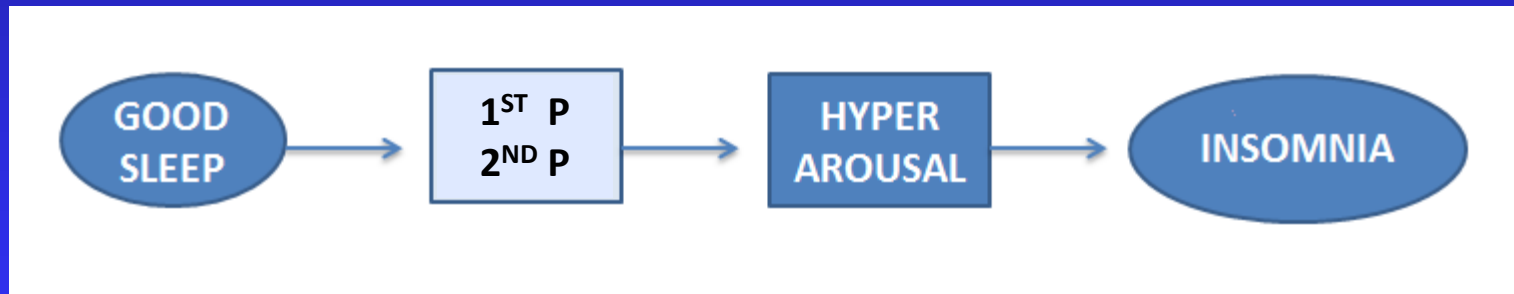 GOOD
SLEEP
1ST P
2ND P
HYPER
AROUSAL
INSOMNIA